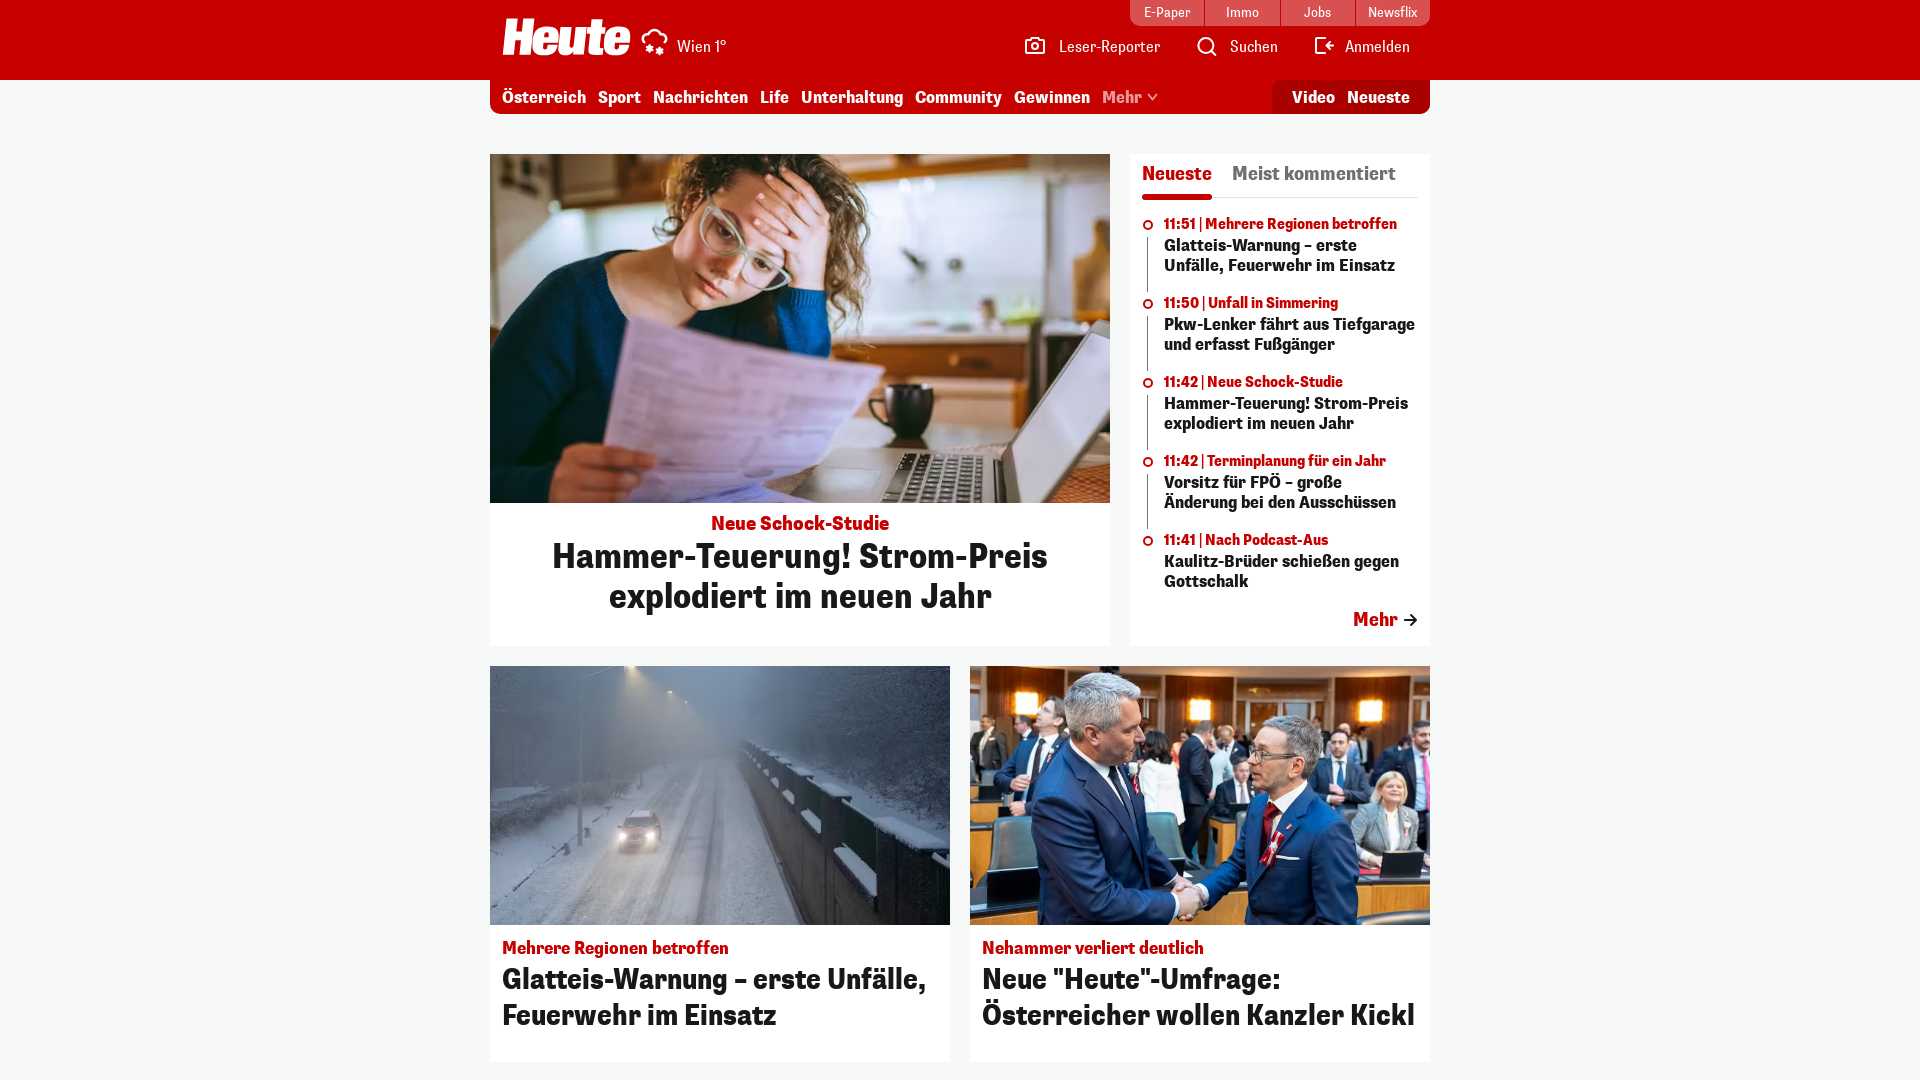 E-Paper
Immo
Jobs
Newsflix
Heute
Wien 1°
Leser-Reporter
Suchen
Anmelden
Österreich
Sport
Nachrichten
Life
Unterhaltung
Community
Gewinnen
Mehr
Video
Neueste
Neue Schock-Studie
Hammer-Teuerung! Strom-Preis
explodiert im neuen Jahr
Neueste
Meist kommentiert
11:51 | Mehrere Regionen betroffen
Glatteis-Warnung – erste
Unfälle, Feuerwehr im Einsatz
11:50 | Unfall in Simmering
Pkw-Lenker fährt aus Tiefgarage
und erfasst Fußgänger
11:42 | Neue Schock-Studie
Hammer-Teuerung! Strom-Preis
explodiert im neuen Jahr
11:42 | Terminplanung für ein Jahr
Vorsitz für FPÖ – große
Änderung bei den Ausschüssen
11:41 | Nach Podcast-Aus
Kaulitz-Brüder schießen gegen
Gottschalk
Mehr
Mehrere Regionen betroffen
Glatteis-Warnung – erste Unfälle,
Feuerwehr im Einsatz
Nehammer verliert deutlich
Neue "Heute"-Umfrage:
Österreicher wollen Kanzler Kickl